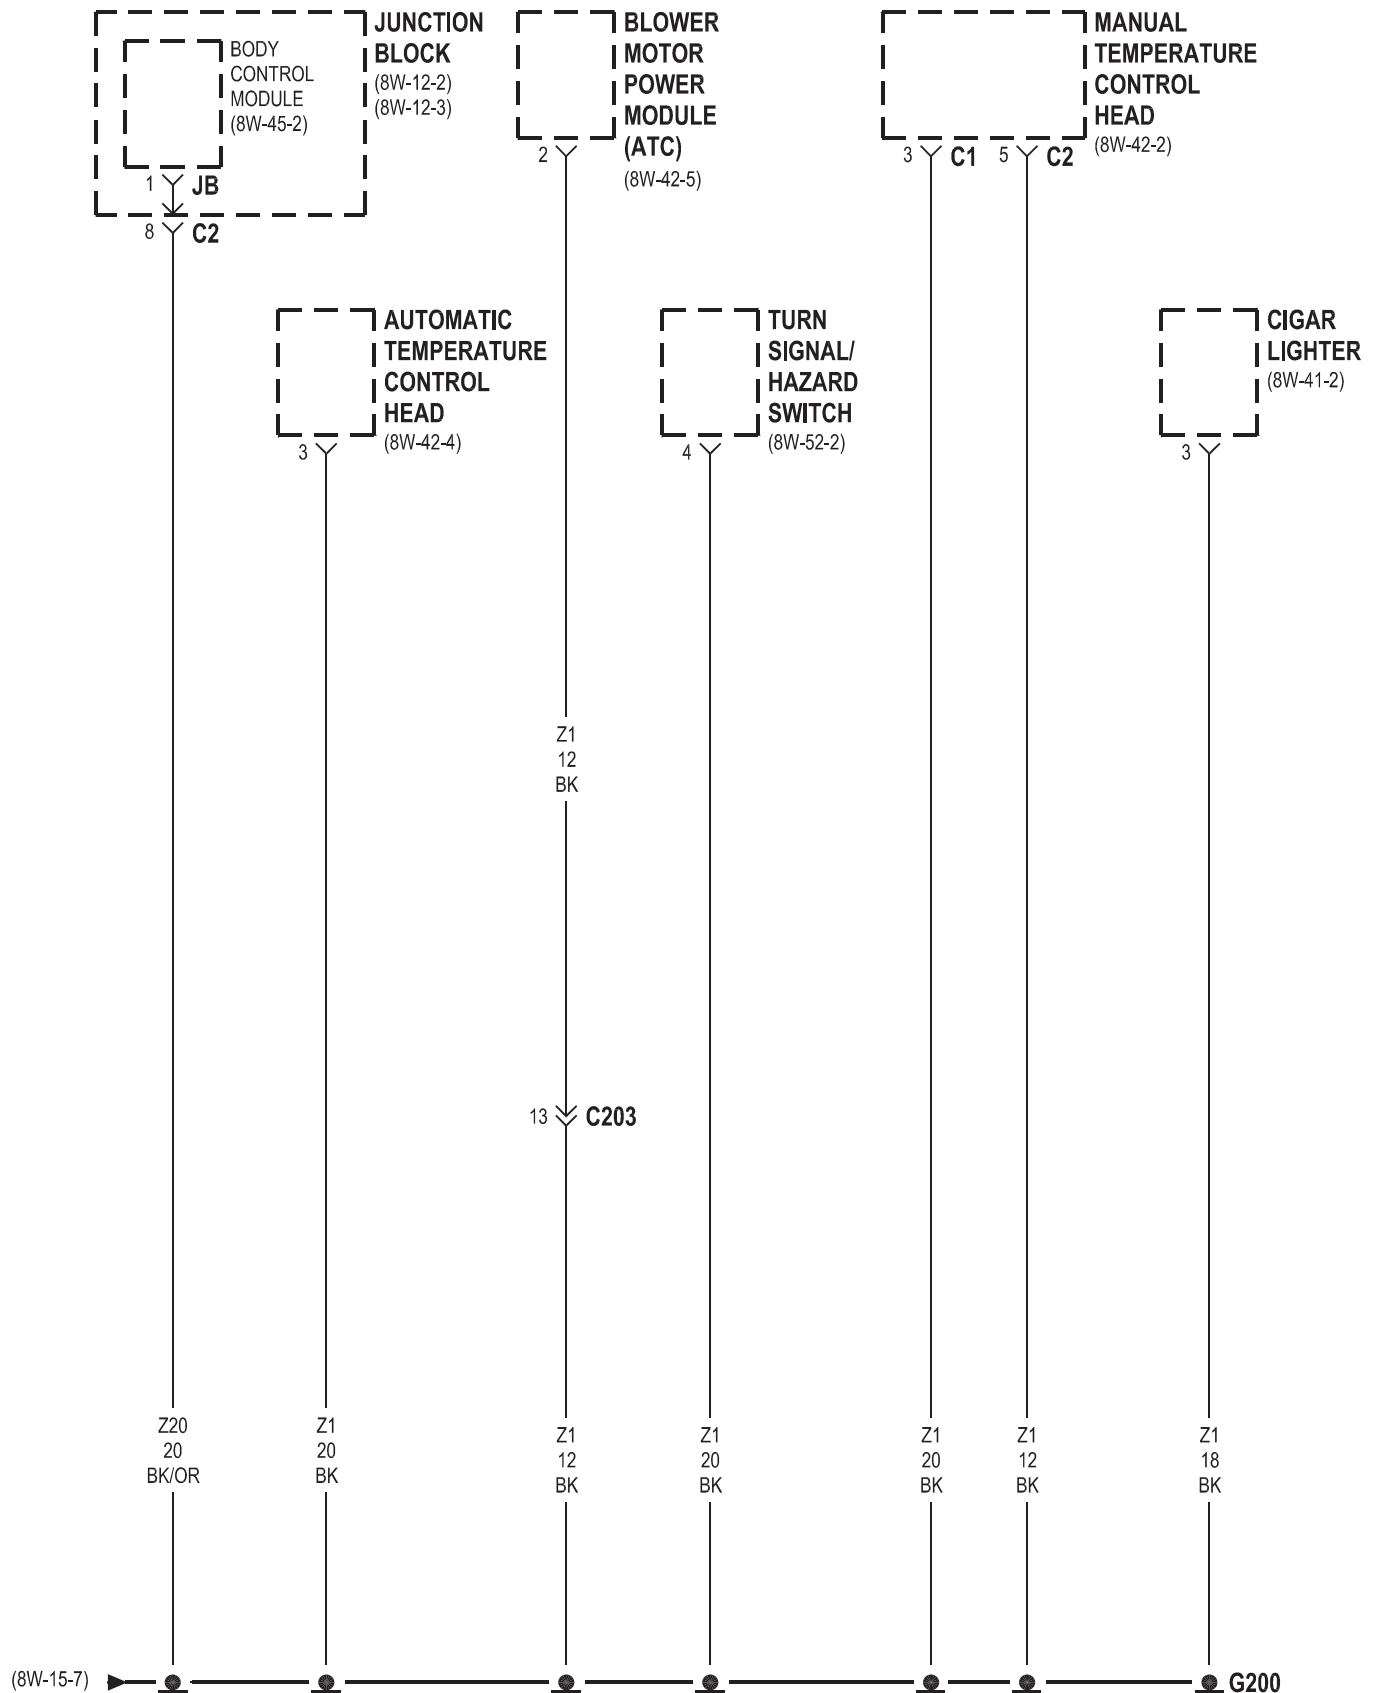 JUNCTION
BLOCK
(8W-12-2)
(8W-12-3)
BODY
CONTROL
MODULE
(8W-45-2)
1
JB
8
C2
BLOWER
MOTOR
POWER
MODULE
(ATC)
(8W-42-5)
2
MANUAL
TEMPERATURE
CONTROL
HEAD
(8W-42-2)
3
C1
5
C2
AUTOMATIC
TEMPERATURE
CONTROL
HEAD
(8W-42-4)
3
TURN
SIGNAL/
HAZARD
SWITCH
(8W-52-2)
4
CIGAR
LIGHTER
(8W-41-2)
3
Z1
12
BK
13
C203
Z20
20
BK/OR
Z1
20
BK
Z1
12
BK
Z1
20
BK
Z1
20
BK
Z1
12
BK
Z1
18
BK
(8W-15-7)
G200